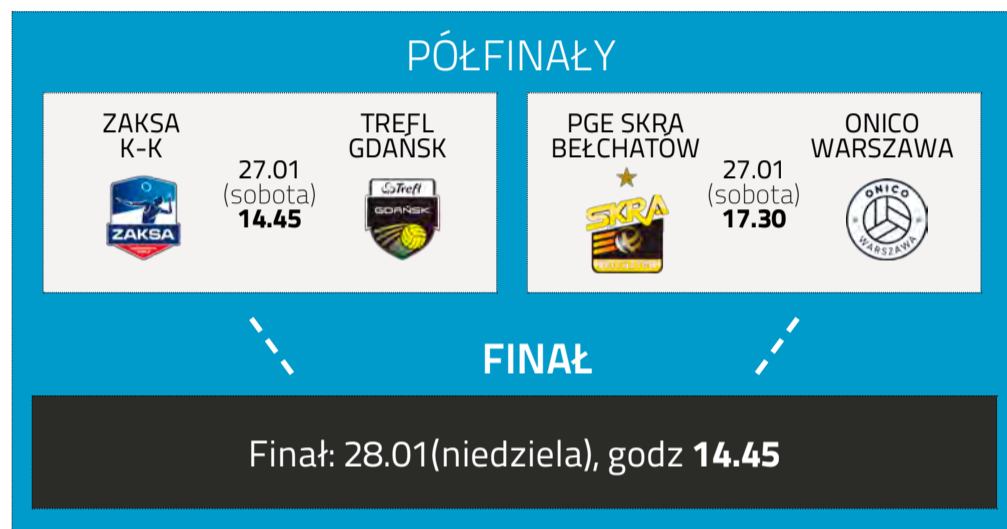 PÓŁFINAŁY
ZAKSA
K-K
27.01
(sobota)
14.45
TREFL
GDAŃSK
ZAKSA
Trefl
GDAŃSK
PGE SKRA
BEŁCHATÓW
27.01
(sobota)
17.30
ONICO
WARSZAWA
SKRA
ONICO
WARSZAWA
FINAŁ
Finał: 28.01(niedziela), godz 14.45